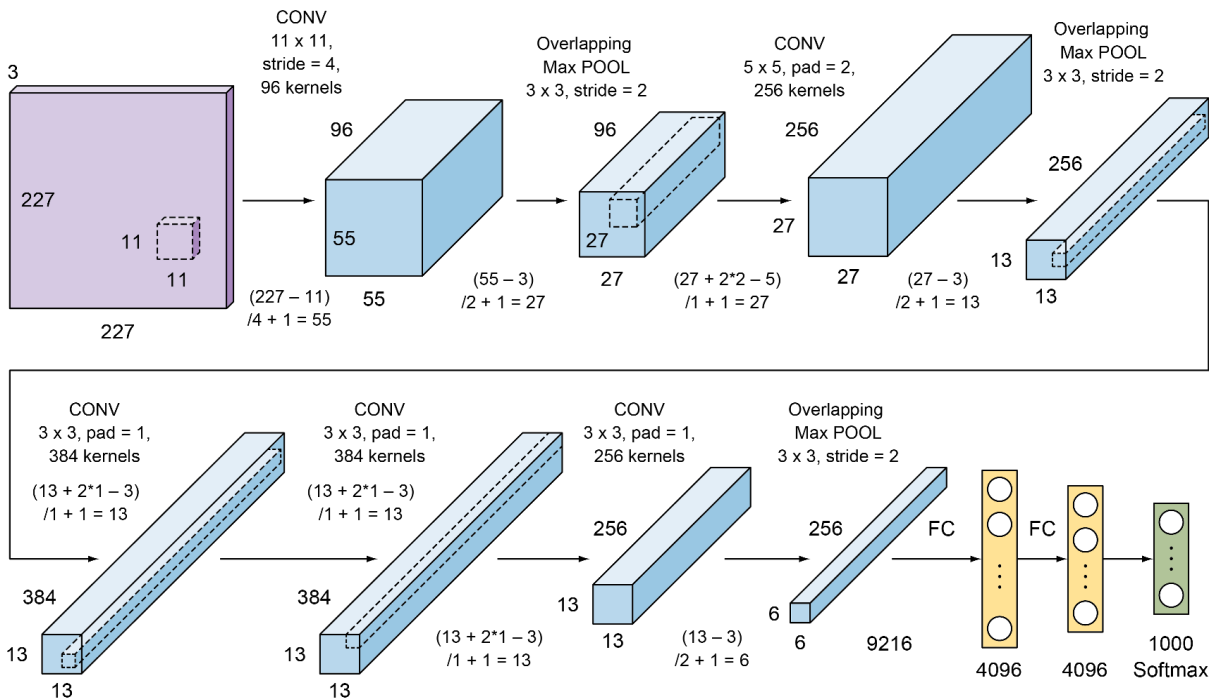 CONV
11 x 11,
stride = 4,
96 kernels
Overlapping
Max POOL
3 x 3, stride = 2
CONV
5 x 5, pad = 2,
256 kernels
Overlapping
Max POOL
3 x 3, stride = 2
3
227
11
11
227
(227 – 11)
/4 + 1 = 55
96
55
55
(55 – 3)
/2 + 1 = 27
96
27
27
(27 + 2*2 – 5)
/1 + 1 = 27
256
27
27
(27 – 3)
/2 + 1 = 13
256
13
13
CONV
3 x 3, pad = 1,
384 kernels
(13 + 2*1 – 3)
/1 + 1 = 13
384
13
13
CONV
3 x 3, pad = 1,
384 kernels
(13 + 2*1 – 3)
/1 + 1 = 13
384
13
13
CONV
3 x 3, pad = 1,
256 kernels
(13 + 2*1 – 3)
/1 + 1 = 13
256
13
13
Overlapping
Max POOL
3 x 3, stride = 2
(13 – 3)
/2 + 1 = 6
256
6
6
9216
FC
4096
FC
4096
1000
Softmax